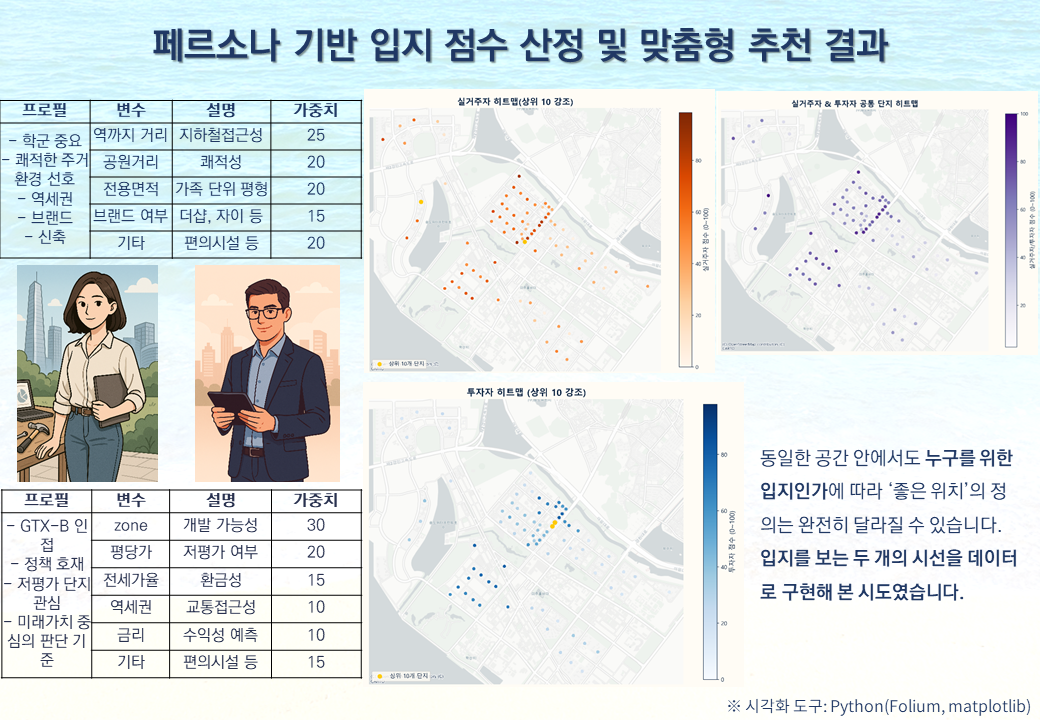 페르소나 기반 입지 점수 산정 및 맞춤형 추천 결과
프로필 변수 설명 가중치
- 학군 중요
- 쾌적한 주거
환경 선호
- 역세권
- 브랜드
- 신축
역까지 거리 지하철접근성 25
공원거리 쾌적성 20
전용면적 가족 단위 평형 20
브랜드 여부 더샵, 자이 등 15
기타 편의시설 등 20
실거주자 히트맵(상위 10 강조)
80
60
40
20
0
실거주자 점수 (0~100)
상위 10개 단지
실거주자 & 투자자 공통 단지 히트맵
100
80
60
40
20
실거주자/투자자 점수 (0~100)
프로필 변수 설명 가중치
- GTX-B 인
접
- 정책 호재
- 저평가 단지
관심
- 미래가치 중
심의 판단 기
준
zone 개발 가능성 30
평당가 저평가 여부 20
전세가율 환금성 15
역세권 교통접근성 10
금리 수익성 예측 10
기타 편의시설 등 15
투자자 히트맵 (상위 10 강조)
80
60
40
20
0
투자자 점수 (0~100)
상위 10개 단지
동일한 공간 안에서도 누구를 위한
입지인가에 따라 ‘좋은 위치’의 정
의는 완전히 달라질 수 있습니다.
입지를 보는 두 개의 시선을 데이터
로 구현해 본 시도였습니다.
※ 시각화 도구: Python(Folium, matplotlib)